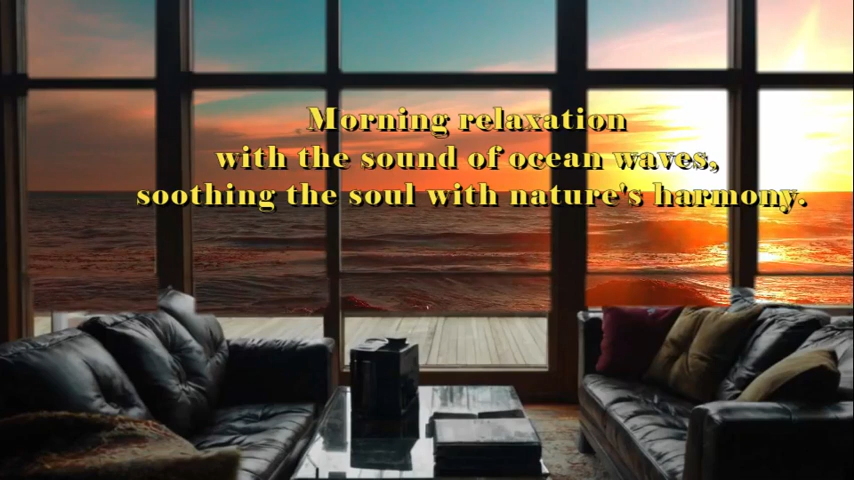 Morning relaxation
with the sound of ocean waves,
soothing the soul with nature's harmony.